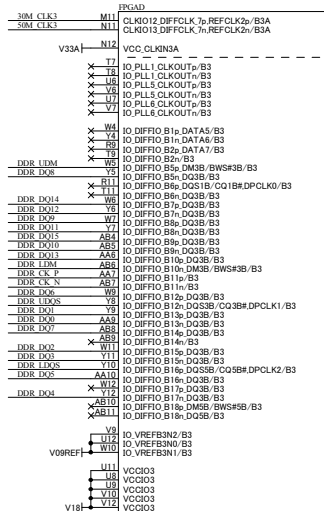 FPGAD
30M_CLK3 M11 CLKIO12_DIFFCLK_7p,REFCLK2p/B3A
50M_CLK3 N11 CLKIO13_DIFFCLK_7n,REFCLK2n/B3A
V33A N12 VCC_CLKIN3A
T7 IO_PLL1_CLKOUTp/B3
T8 IO_PLL1_CLKOUTn/B3
U6 IO_PLL5_CLKOUTp/B3
V6 IO_PLL5_CLKOUTn/B3
U7 IO_PLL6_CLKOUTp/B3
V7 IO_PLL6_CLKOUTn/B3
W4 IO_DIFFIO_B1p_DATA5/B3
Y4 IO_DIFFIO_B1n_DATA6/B3
R9 IO_DIFFIO_B2p_DATA7/B3
T9 IO_DIFFIO_B2n/B3
DDR_UDM W5 IO_DIFFIO_B5p_DM3B/BWS#3B/B3
DDR_DQ8 Y5 IO_DIFFIO_B5n_DQ3B/B3
R11 IO_DIFFIO_B6p_DQS1B/CQ1B#,DPCLK0/B3
T11 IO_DIFFIO_B6n_DQ3B/B3
DDR_DQ14 W6 IO_DIFFIO_B7p_DQ3B/B3
DDR_DQ12 Y6 IO_DIFFIO_B7n_DQ3B/B3
DDR_DQ9 W7 IO_DIFFIO_B8p_DQ3B/B3
DDR_DQ11 Y7 IO_DIFFIO_B8n_DQ3B/B3
DDR_DQ15 AB4 IO_DIFFIO_B9p_DQ3B/B3
DDR_DQ10 AB5 IO_DIFFIO_B9n_DQ3B/B3
DDR_DQ13 AA6 IO_DIFFIO_B10p_DQ3B/B3
DDR_LDM AB6 IO_DIFFIO_B10n_DM3B/BWS#3B/B3
DDR_CK_P AA7 IO_DIFFIO_B11p/B3
DDR_CK_N AB7 IO_DIFFIO_B11n/B3
DDR_DQ6 W9 IO_DIFFIO_B12p_DQ3B/B3
DDR_UDQS Y8 IO_DIFFIO_B12n_DQS3B/CQ3B#,DPCLK1/B3
DDR_DQ1 Y9 IO_DIFFIO_B13p_DQ3B/B3
DDR_DQ0 AA9 IO_DIFFIO_B13n_DQ3B/B3
DDR_DQ7 AB8 IO_DIFFIO_B14p_DQ3B/B3
AB9 IO_DIFFIO_B14n/B3
DDR_DQ2 W11 IO_DIFFIO_B15p_DQ3B/B3
DDR_DQ3 Y11 IO_DIFFIO_B15n_DQ3B/B3
DDR_LDQS Y10 IO_DIFFIO_B16p_DQS5B/CQ5B#,DPCLK2/B3
DDR_DQ5 AA10 IO_DIFFIO_B16n_DQ3B/B3
W12 IO_DIFFIO_B17p_DQ3B/B3
DDR_DQ4 Y12 IO_DIFFIO_B17n_DQ3B/B3
AB10 IO_DIFFIO_B18p_DM5B/BWS#5B/B3
AB11 IO_DIFFIO_B18n_DQ5B/B3
V9 IO_VREFB3N2/B3
U12 IO_VREFB3N0/B3
V09REF W10 IO_VREFB3N1/B3
U11 VCCIO3
U8 VCCIO3
U9 VCCIO3
V10 VCCIO3
V18 V12 VCCIO3